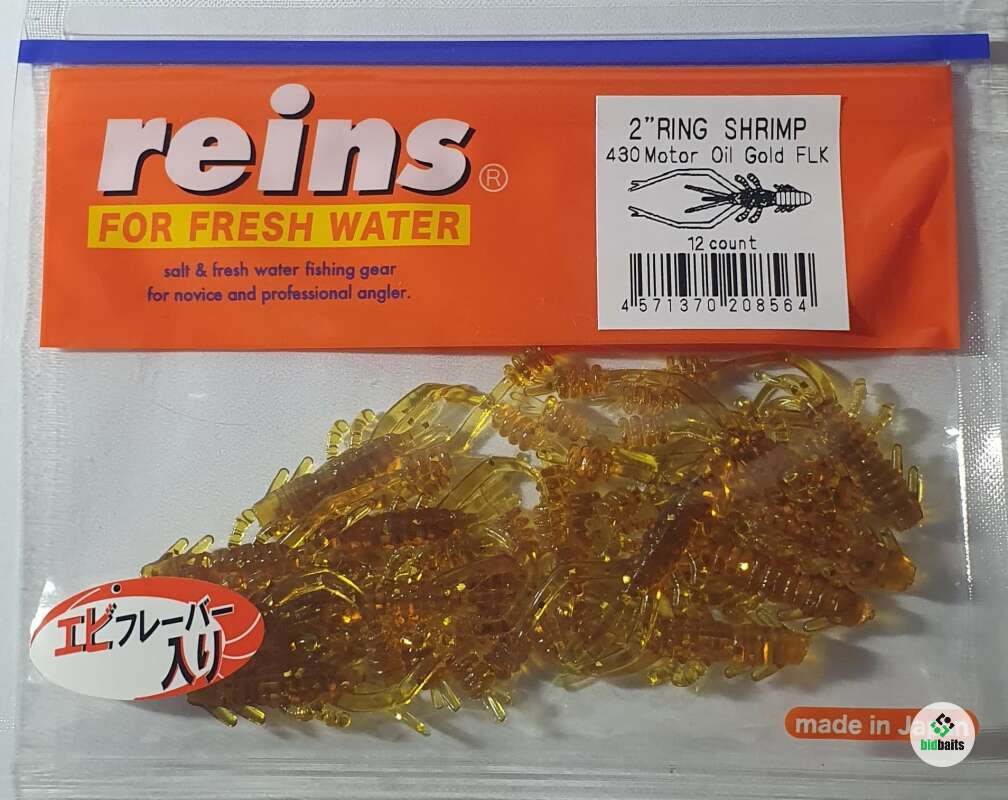 reins®
FOR FRESH WATER
salt & fresh water fishing gear
for novice and professional angler.
2”RING SHRIMP
430 Motor Oil Gold FLK
12 count
4 571370 208564
エビフレーバー
入り
made in Japan
bidbaits